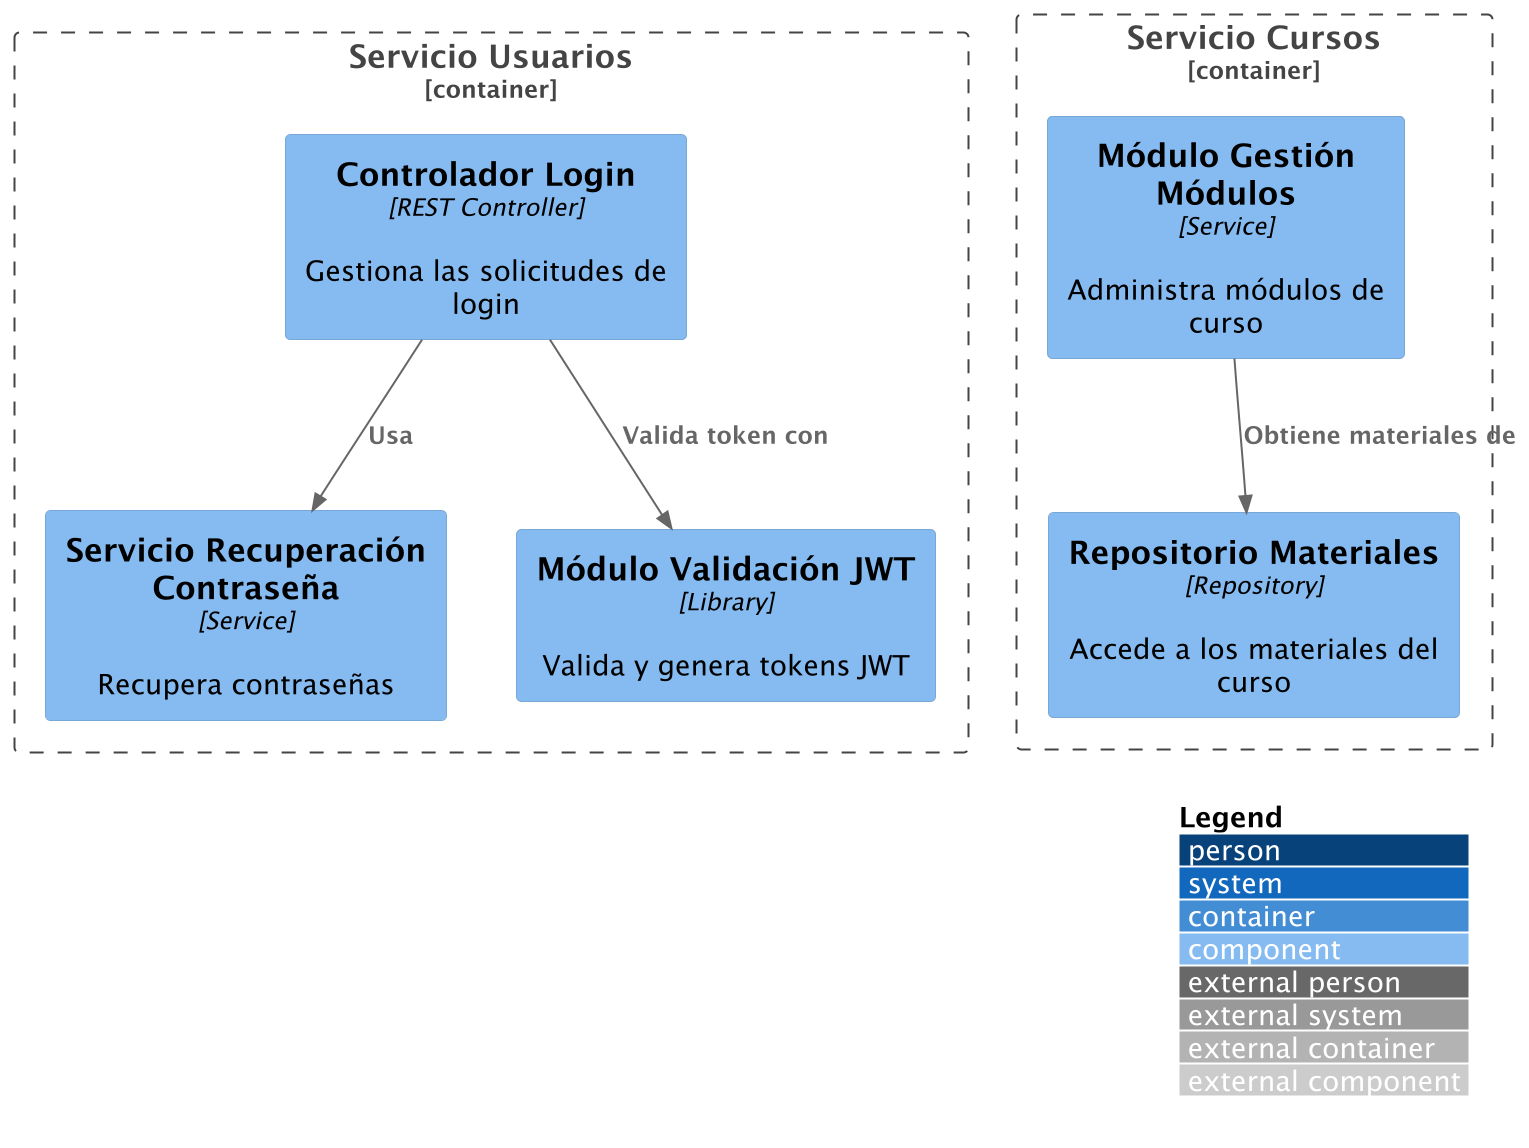 Servicio Usuarios
[container]
Controlador Login
[REST Controller]
Gestiona las solicitudes de
login
Usa
Valida token con
Servicio Recuperación
Contraseña
[Service]
Recupera contraseñas
Módulo Validación JWT
[Library]
Valida y genera tokens JWT
Servicio Cursos
[container]
Módulo Gestión
Módulos
[Service]
Administra módulos de
curso
Obtiene materiales de
Repositorio Materiales
[Repository]
Accede a los materiales del
curso
Legend
person
system
container
component
external person
external system
external container
external component